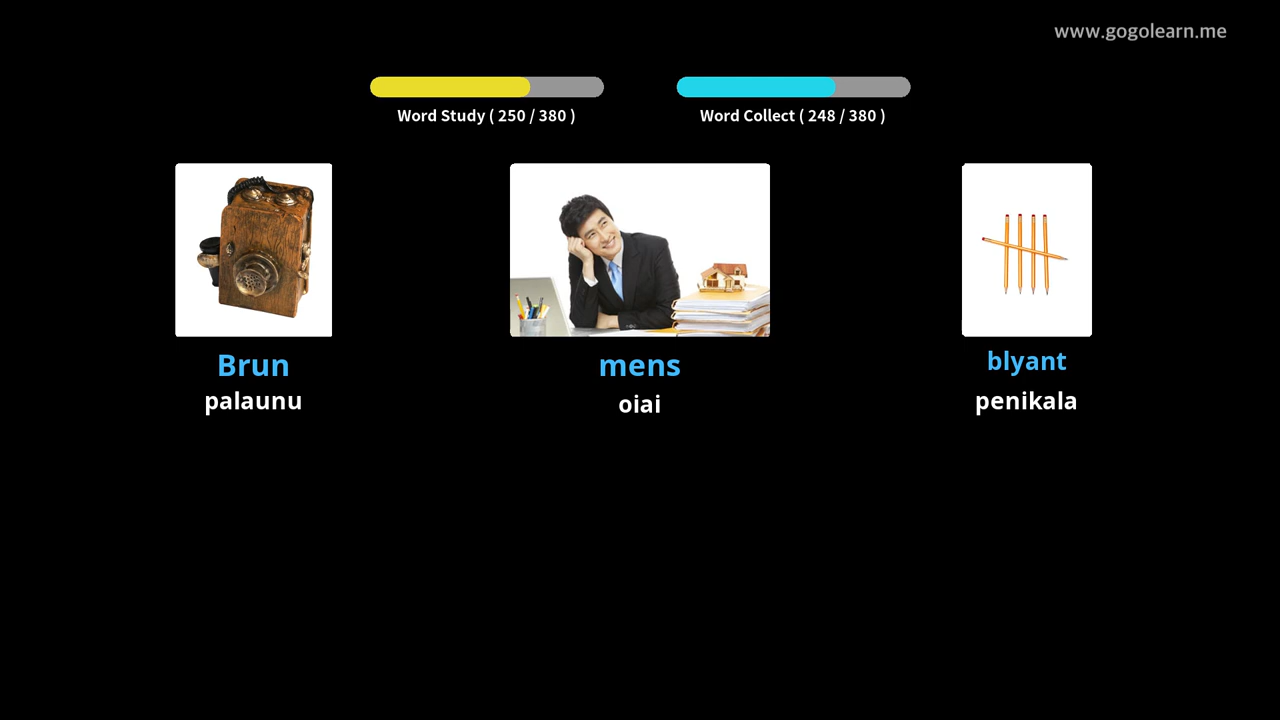 www.gogolearn.me
Word Study ( 250 / 380 )
Word Collect ( 248 / 380 )
Brun
palaunu
mens
oiai
blyant
penikala